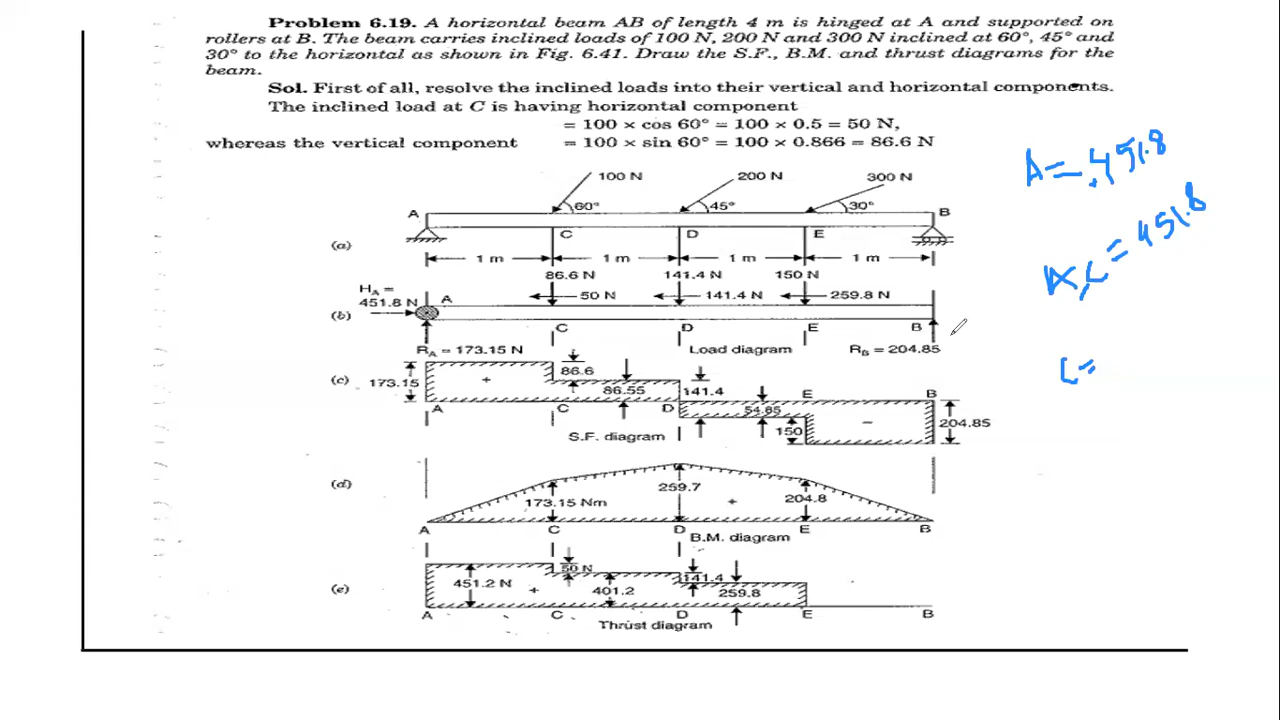 Problem 6.19. A horizontal beam AB of length 4 m is hinged at A and supported on
rollers at B. The beam carries inclined loads of 100 N, 200 N and 300 N inclined at 60°, 45° and
30° to the horizontal as shown in Fig. 6.41. Draw the S.F., B.M. and thrust diagrams for the
beam.
Sol. First of all, resolve the inclined loads into their vertical and horizontal components.
The inclined load at C is having horizontal component
= 100 × cos 60° = 100 × 0.5 = 50 N,
whereas the vertical component = 100 × sin 60° = 100 × 0.866 = 86.6 N
A = 451.8
A,C = 451.8
C =
100 N 200 N 300 N
60° 45° 30°
A B
C D E
(a)
1 m 1 m 1 m 1 m
86.6 N 141.4 N 150 N
HA =
451.8 N A 50 N 141.4 N 259.8 N
(b)
C D E B
RA = 173.15 N Load diagram RB = 204.85
(c) 173.15 + 86.6 86.55 141.4 E B
A C D 54.85 150 − 204.85
S.F. diagram
(d)
173.15 Nm 259.7 + 204.8
A C D E B
B.M. diagram
(e) 451.2 N + 50 N 401.2 141.4 259.8
A C D E B
Thrust diagram